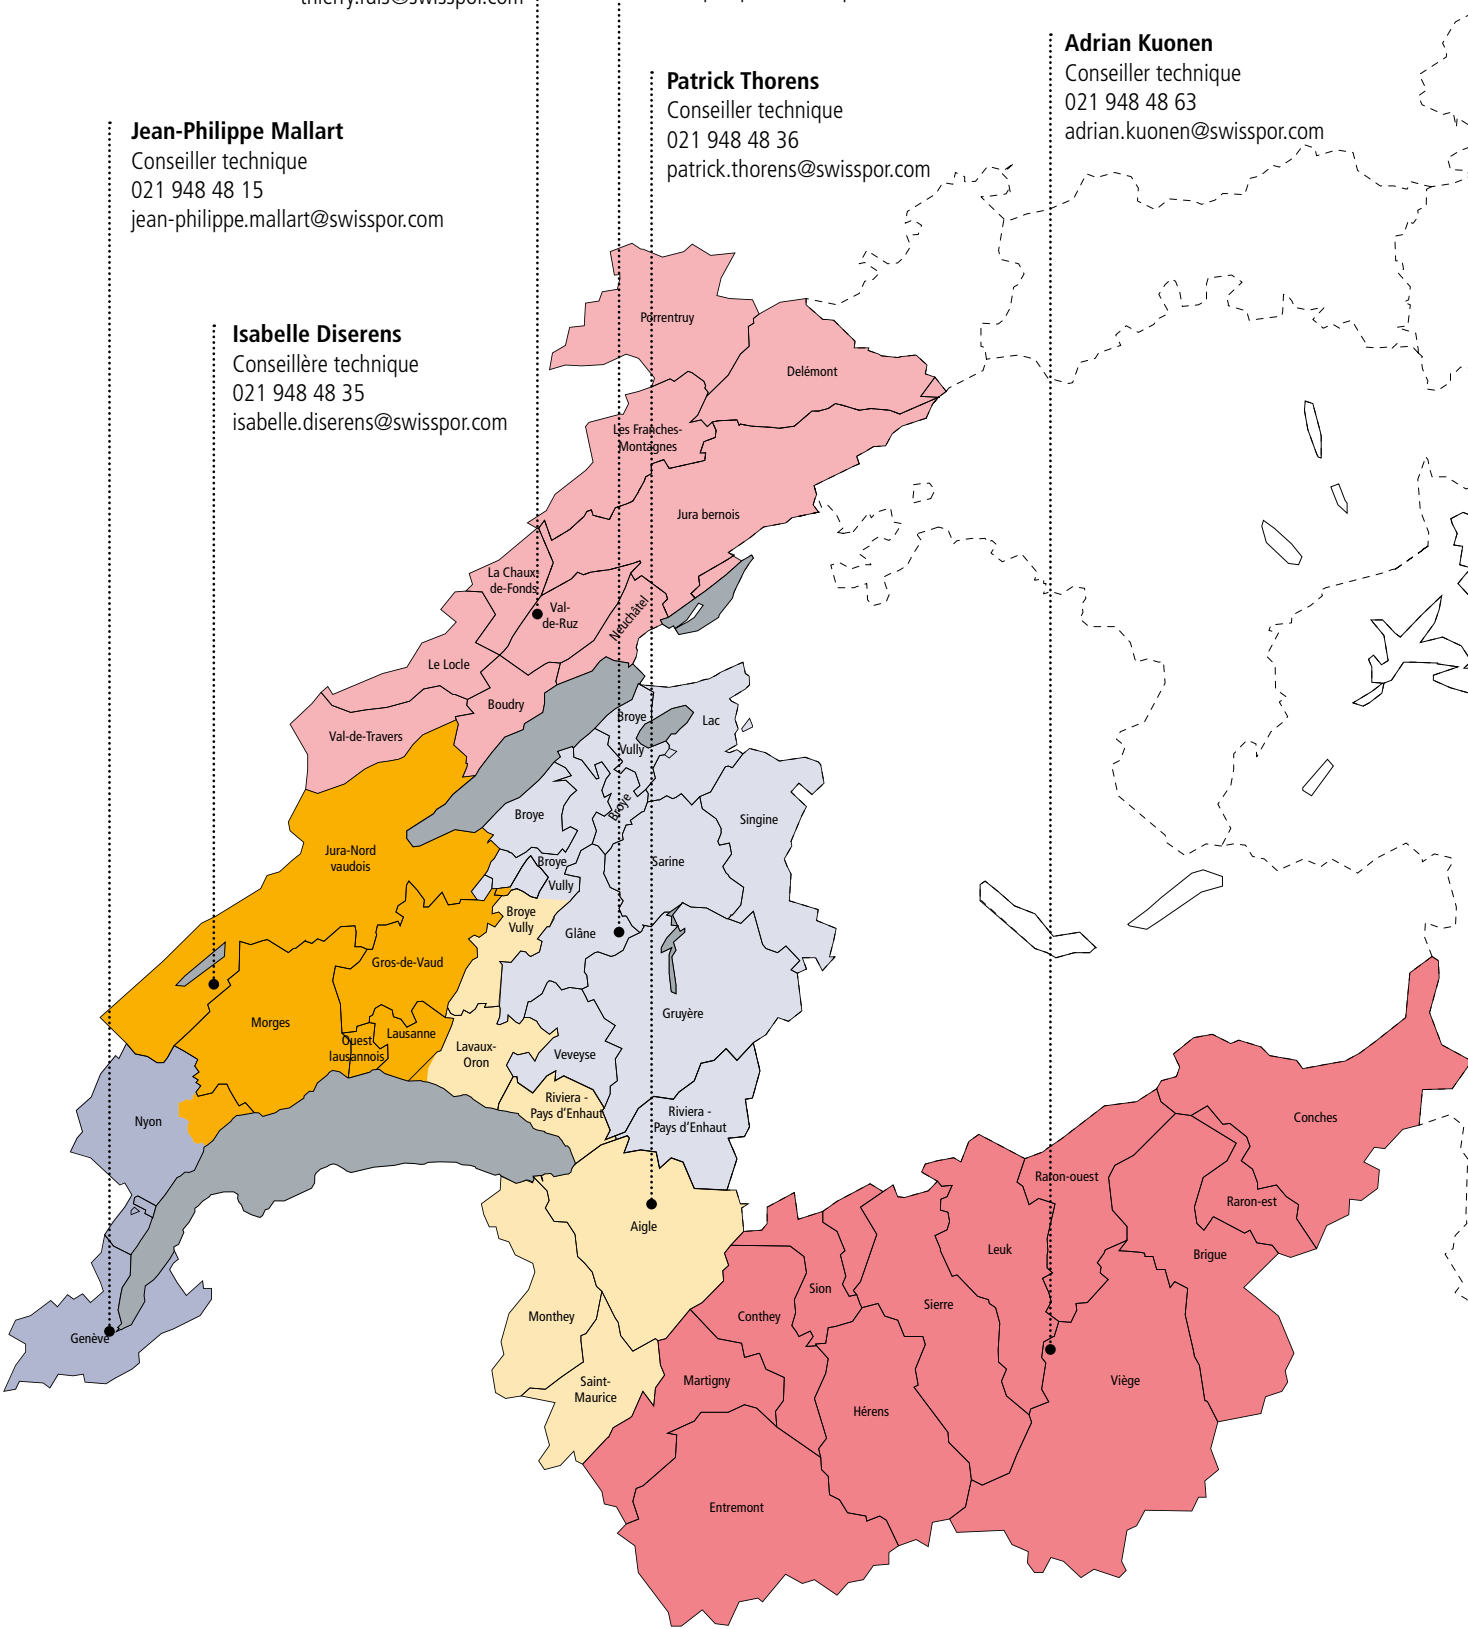 thierry.rais@swisspor.com
Adrian Kuonen
Conseiller technique
021 948 48 63
adrian.kuonen@swisspor.com
Patrick Thorens
Conseiller technique
021 948 48 36
patrick.thorens@swisspor.com
Jean-Philippe Mallart
Conseiller technique
021 948 48 15
jean-philippe.mallart@swisspor.com
Isabelle Diserens
Conseillère technique
021 948 48 35
isabelle.diserens@swisspor.com
Porrentruy
Delémont
Les Franches-
Montagnes
Jura bernois
La Chaux-
de-Fonds
Val-
de-Ruz
Neuchâtel
Le Locle
Boudry
Val-de-Travers
Broye
Vully
Lac
Broye
Broye
Singine
Jura-Nord
vaudois
Broye
Vully
Sarine
Broye
Vully
Glâne
Gros-de-Vaud
Gruyère
Morges
Ouest
lausannois
Lausanne
Lavaux-
Oron
Veveyse
Riviera -
Pays d'Enhaut
Riviera -
Pays d'Enhaut
Nyon
Conches
Raron-ouest
Raron-est
Aigle
Leuk
Brigue
Sion
Sierre
Monthey
Conthey
Genève
Saint-
Maurice
Martigny
Viège
Hérens
Entremont